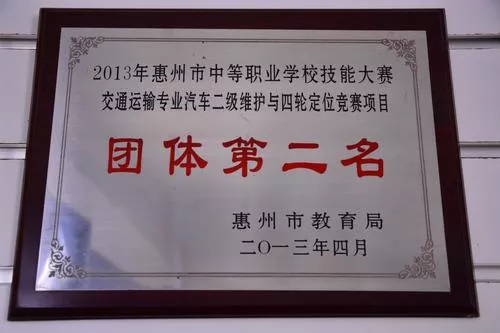 2013年惠州市中等职业学校技能大赛
交通运输专业汽车二级维护与四轮定位竞赛项目
团体第二名
惠州市教育局
二〇一三年四月